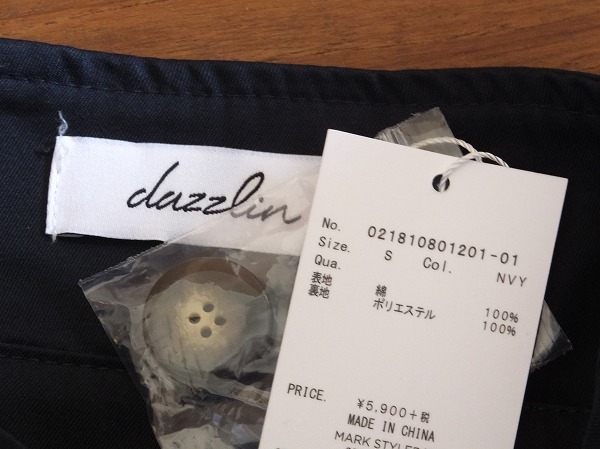 dazzlin
No. 021810801201-01
Size. S Col. NVY
Qua.
表地 綿 100%
裏地 ポリエステル 100%
PRICE. ¥5,900+税
MADE IN CHINA
MARK STYLER